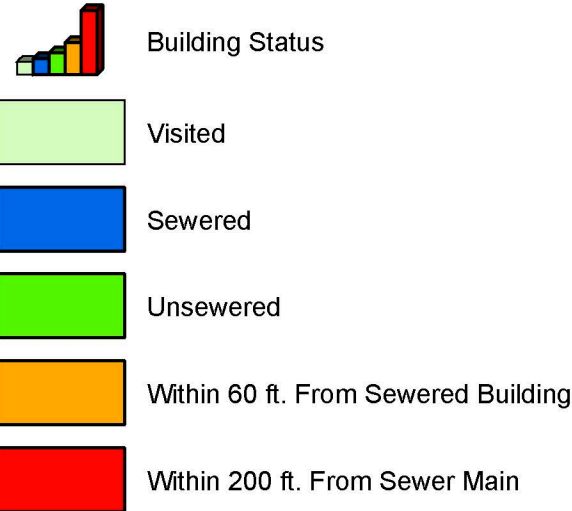 Building Status
Visited
Sewered
Unsewered
Within 60 ft. From Sewered Building
Within 200 ft. From Sewer Main